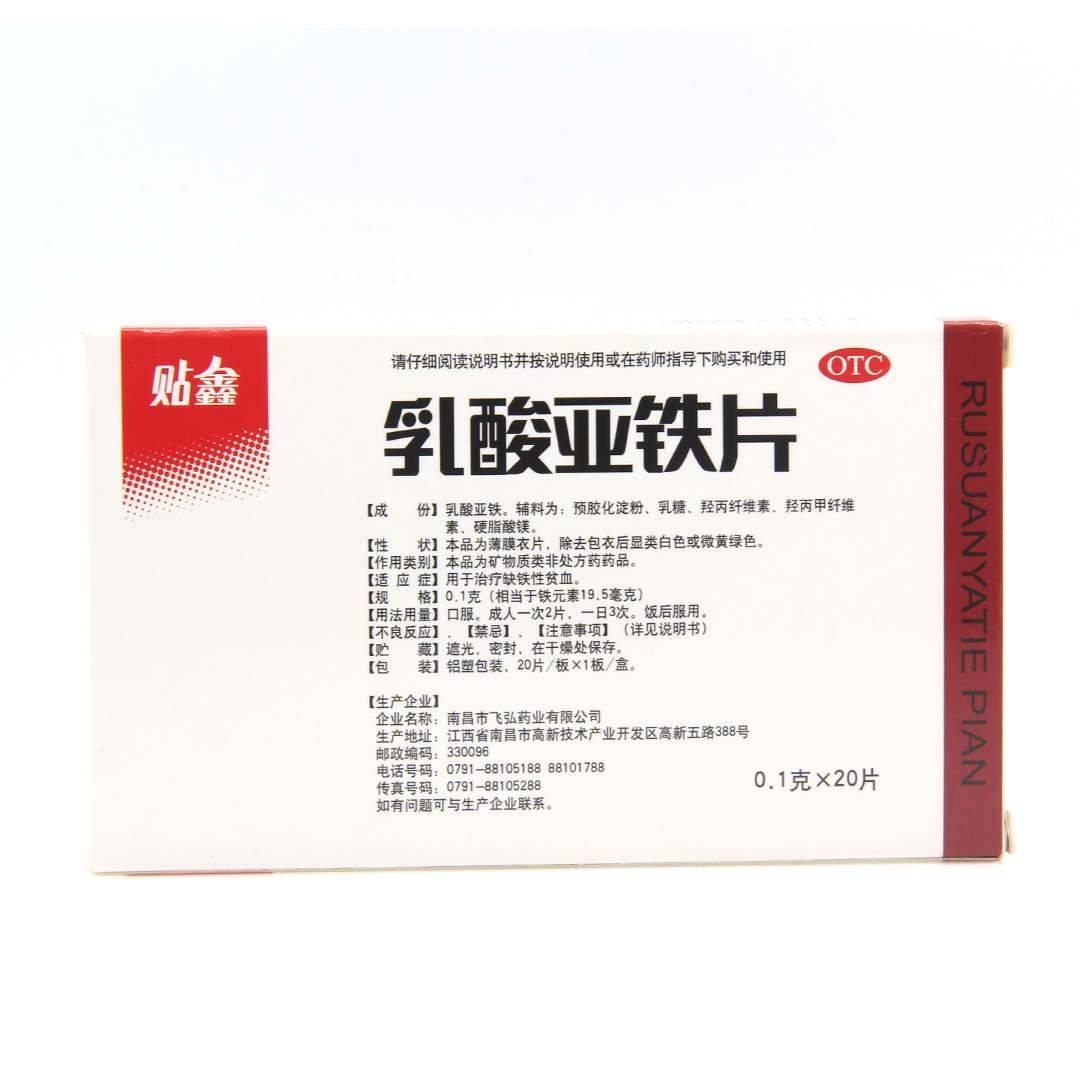 贴鑫
请仔细阅读说明书并按说明使用或在药师指导下购买和使用
OTC
乳酸亚铁片
【成　份】乳酸亚铁。辅料为：预胶化淀粉、乳糖、羟丙纤维素、羟丙甲纤维
素、硬脂酸镁。
【性　状】本品为薄膜衣片，除去包衣后显类白色或微黄绿色。
【作用类别】本品为矿物质类非处方药药品。
【适应症】用于治疗缺铁性贫血。
【规　格】0.1克（相当于铁元素19.5毫克）
【用法用量】口服。成人一次2片，一日3次。饭后服用。
【不良反应】、【禁忌】、【注意事项】（详见说明书）
【贮　藏】遮光，密封，在干燥处保存。
【包　装】铝塑包装，20片/板×1板/盒。
【生产企业】
企业名称：南昌市飞弘药业有限公司
生产地址：江西省南昌市高新技术产业开发区高新五路388号
邮政编码：330096
电话号码：0791-88105188 88101788
传真号码：0791-88105288
如有问题可与生产企业联系。
0.1克×20片
RUSUANYATIE PIAN